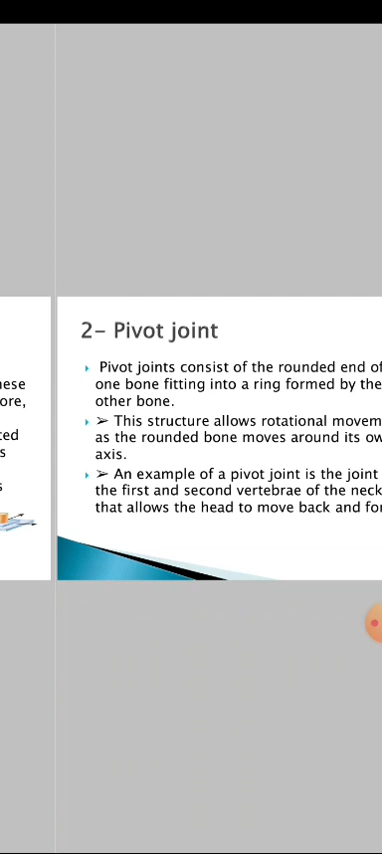 nese
ore,
ted
s
s
2- Pivot joint
Pivot joints consist of the rounded end of
one bone fitting into a ring formed by the
other bone.
➢ This structure allows rotational movem
as the rounded bone moves around its ow
axis.
➢ An example of a pivot joint is the joint
the first and second vertebrae of the neck
that allows the head to move back and for